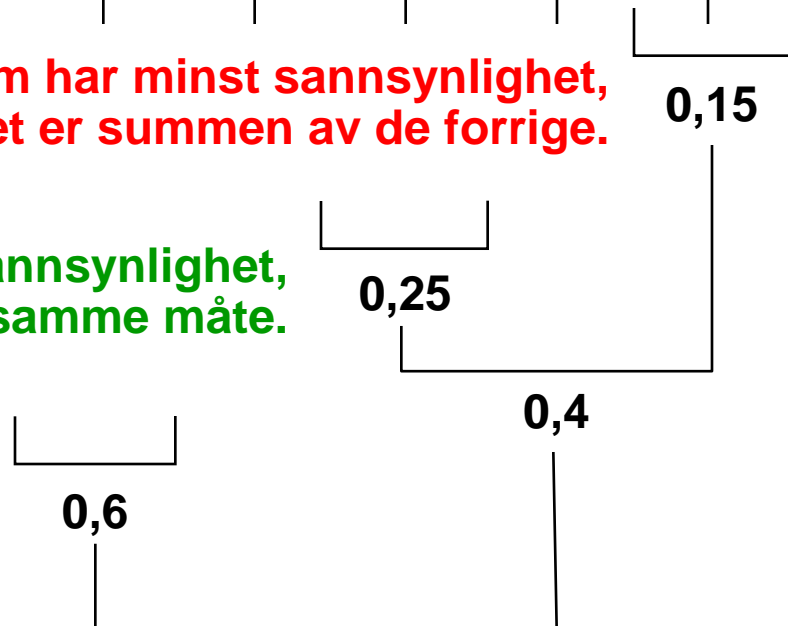 m har minst sannsynlighet,
et er summen av de forrige.
0,15
annsynlighet,
samme måte.
0,25
0,4
0,6